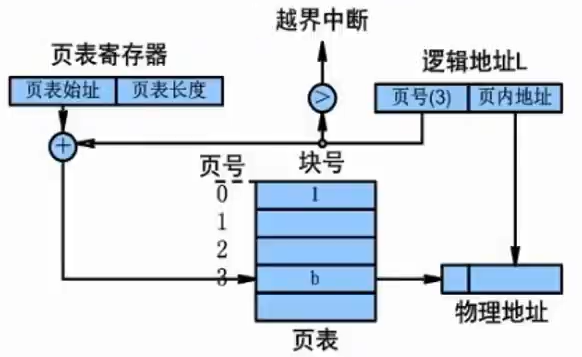 越界中断
页表寄存器
逻辑地址L
页表始址 页表长度
>
页号(3) 页内地址
+
页号 块号
0 1
1
2
3 b
物理地址
页表